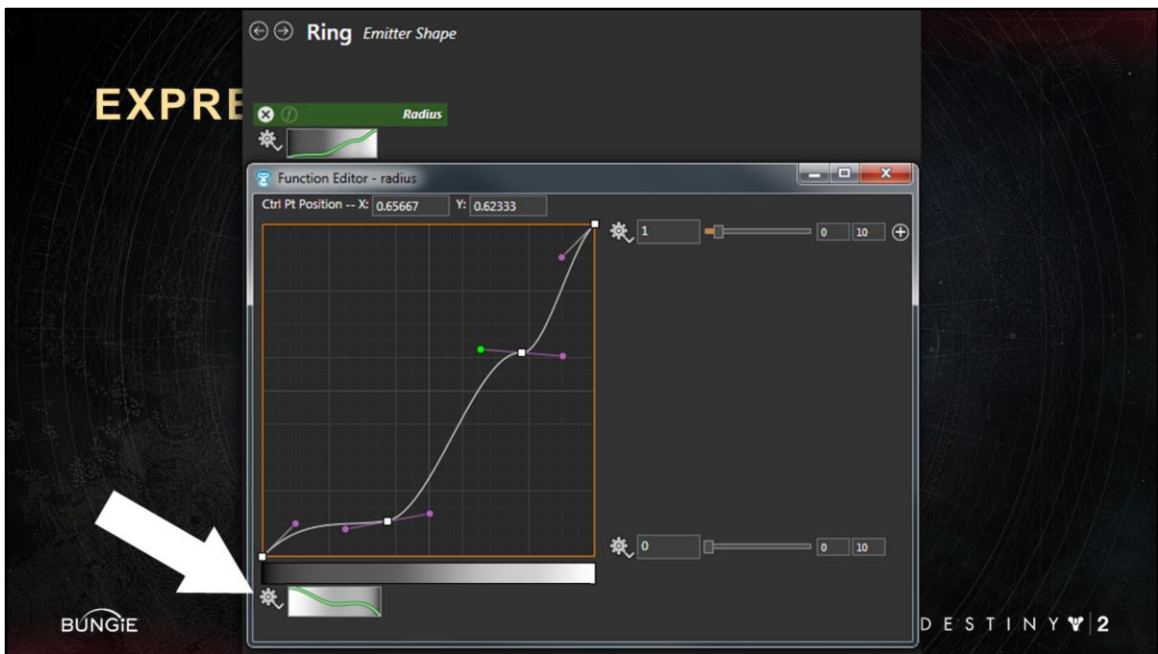 Ring Emitter Shape
EXPRE
Radius
Function Editor - radius
Ctrl Pt Position -- X: 0.65667 Y: 0.62333
1 0 10
0 0 10
BUNGiE
DESTINY 2